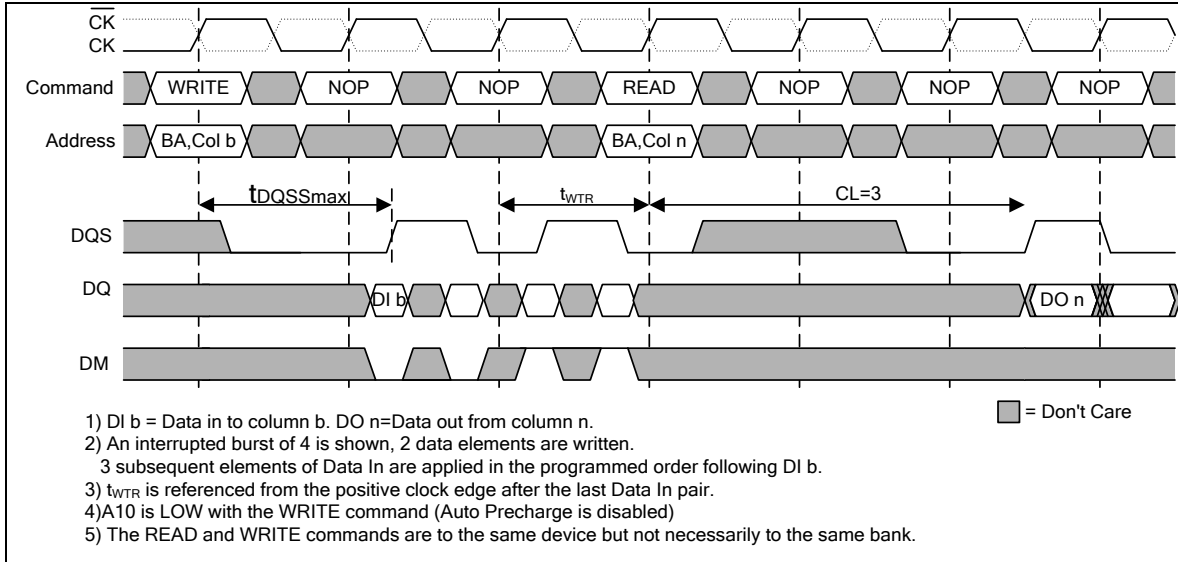 CK
CK
Command WRITE NOP NOP READ NOP NOP NOP
Address BA,Col b BA,Col n
tDQSSmax tWTR CL=3
DQS
DQ DI b DO n
DM
= Don't Care
1) DI b = Data in to column b. DO n=Data out from column n.
2) An interrupted burst of 4 is shown, 2 data elements are written.
3 subsequent elements of Data In are applied in the programmed order following DI b.
3) tWTR is referenced from the positive clock edge after the last Data In pair.
4)A10 is LOW with the WRITE command (Auto Precharge is disabled)
5) The READ and WRITE commands are to the same device but not necessarily to the same bank.